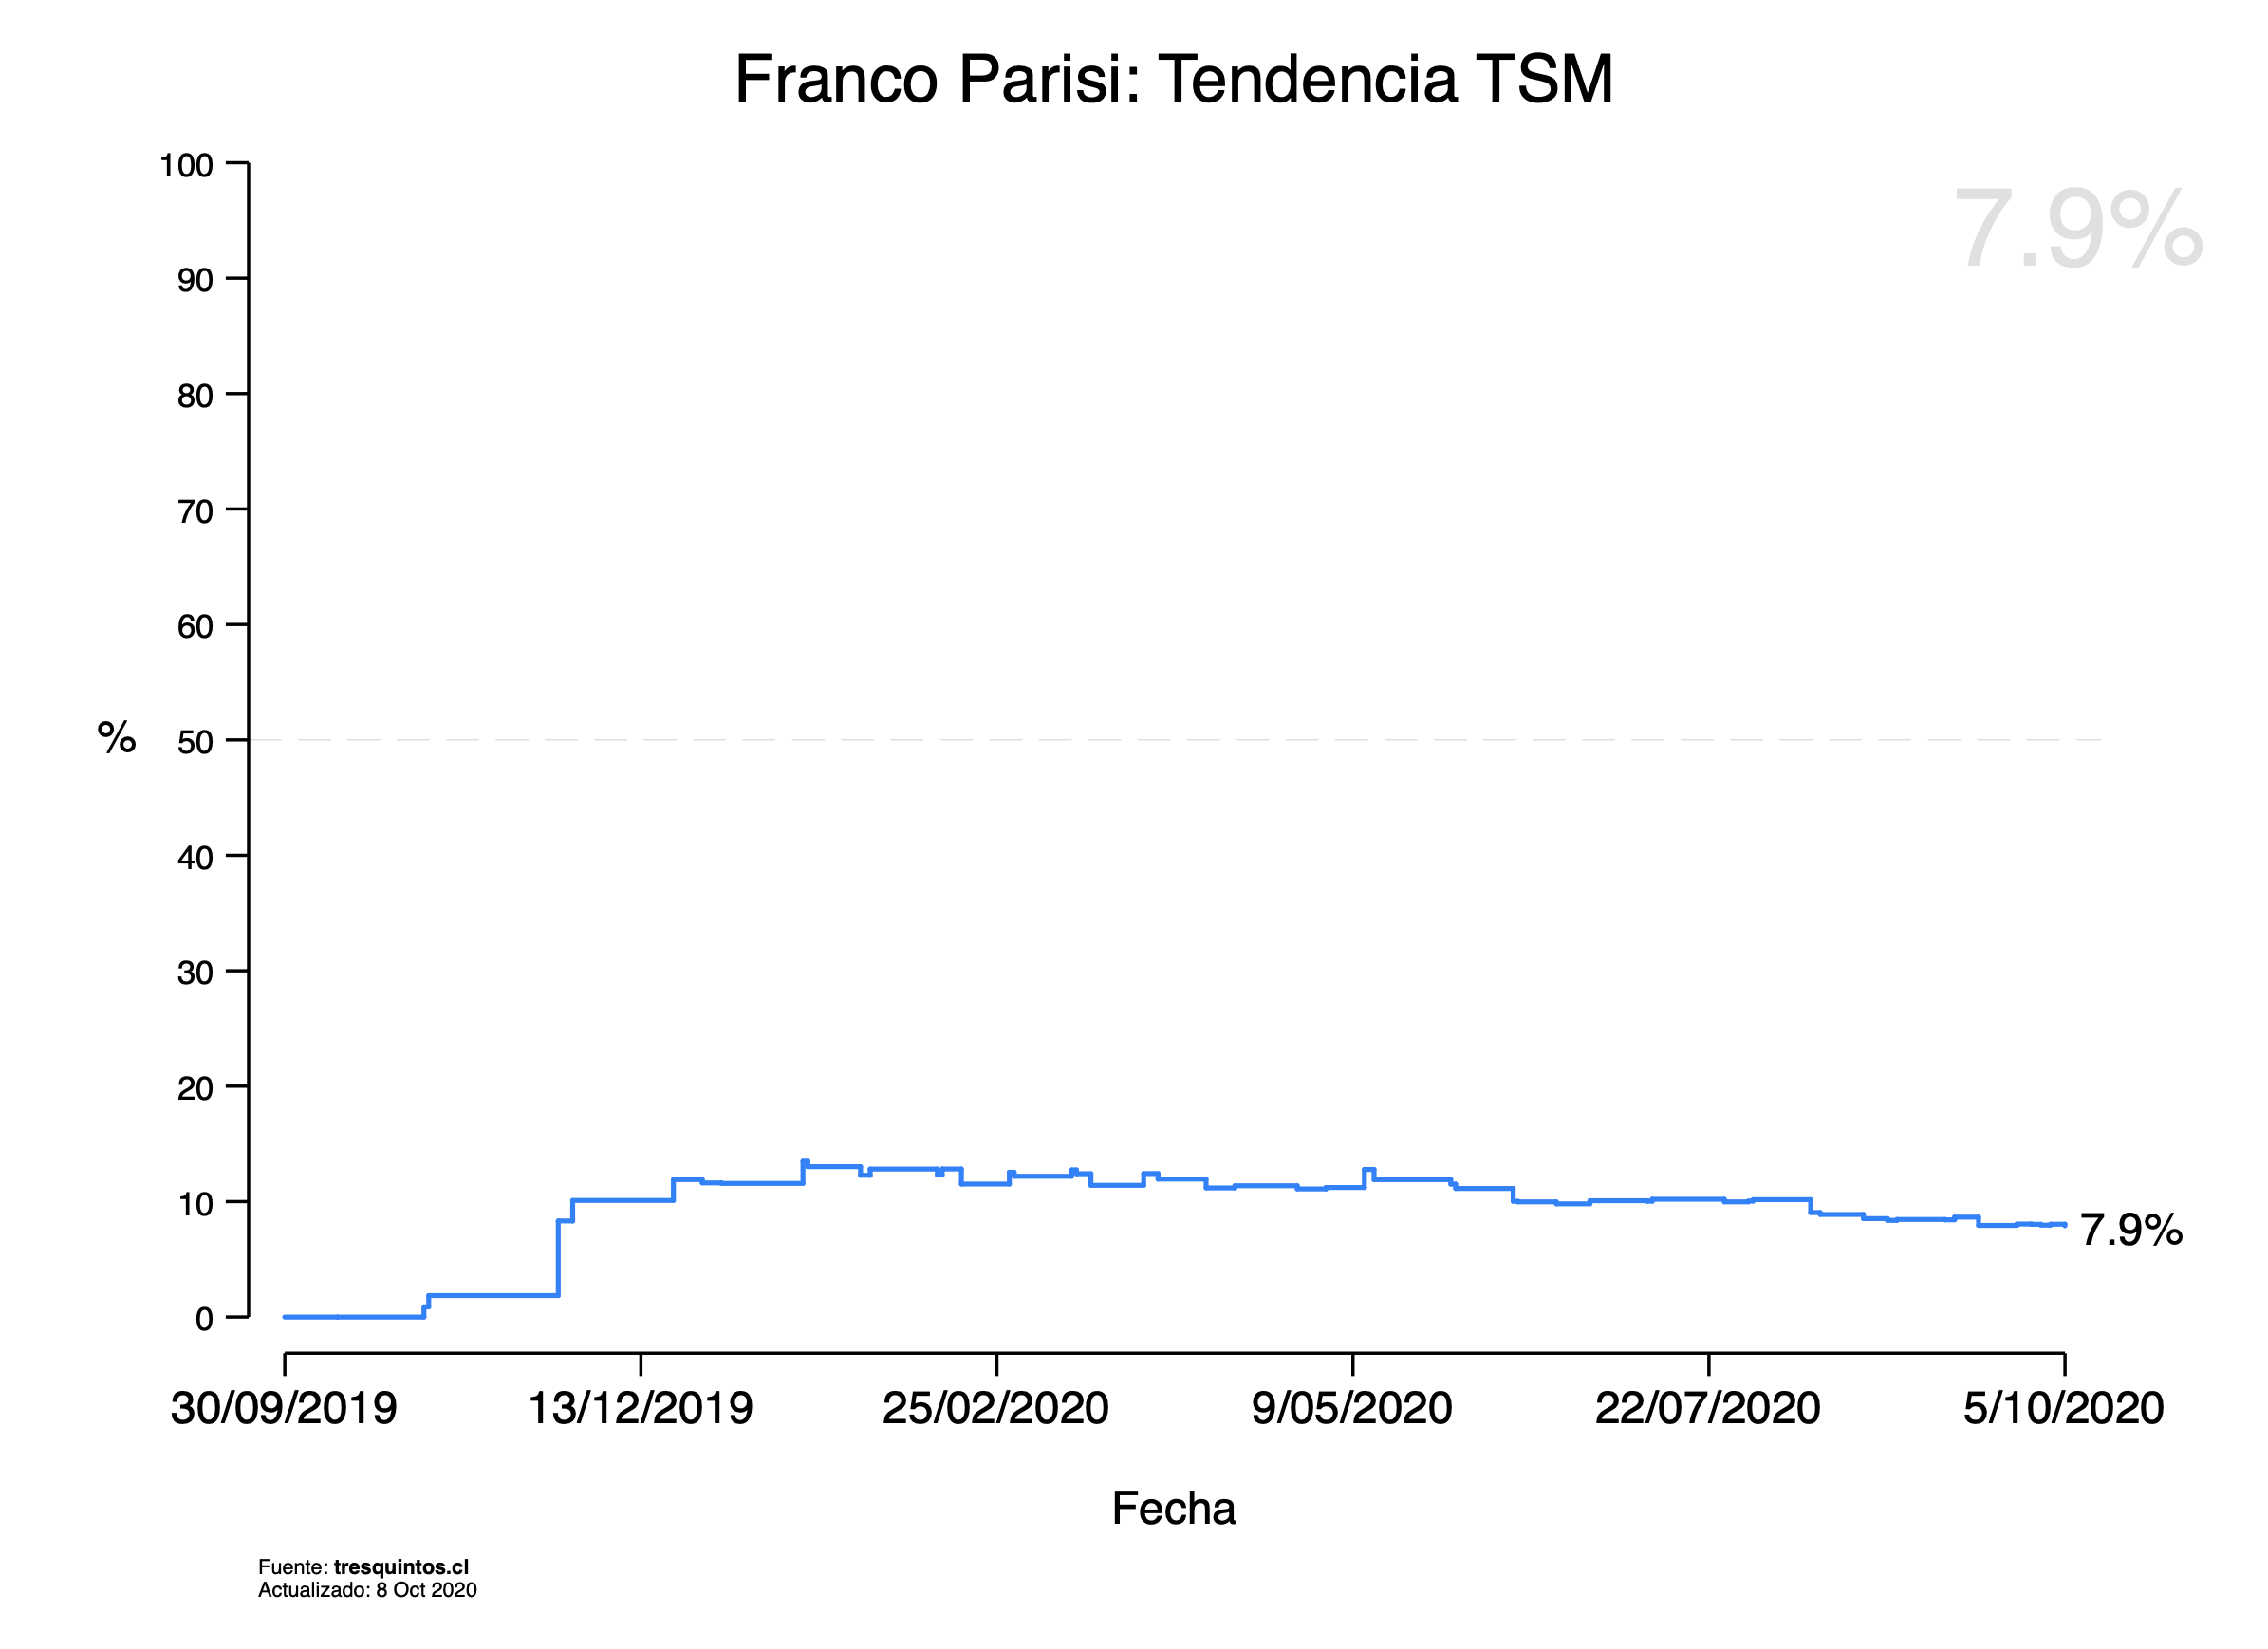 Franco Parisi: Tendencia TSM
7.9%
100
90
80
70
60
50
40
30
20
10
0
%
7.9%
30/09/2019 13/12/2019 25/02/2020 9/05/2020 22/07/2020 5/10/2020
Fecha
Fuente: tresquintos.cl
Actualizado: 8 Oct 2020